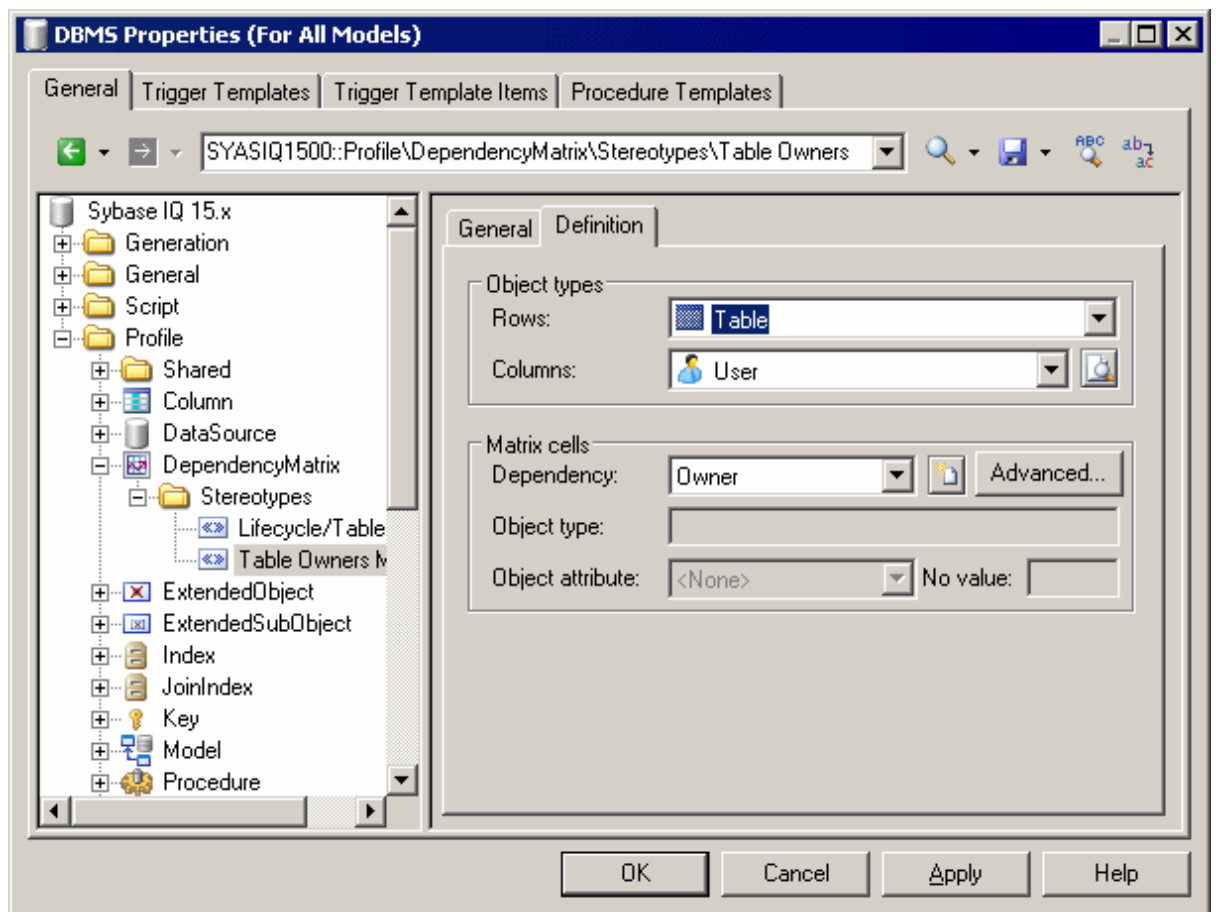 DBMS Properties (For All Models)
General Trigger Templates Trigger Template Items Procedure Templates
SYASIQ1500::Profile\DependencyMatrix\Stereotypes\Table Owners
ABC
ab
ac
Sybase IQ 15.x
Generation
General
Script
Profile
Shared
Column
DataSource
DependencyMatrix
Stereotypes
Lifecycle/Table
Table Owners M
ExtendedObject
ExtendedSubObject
Index
JoinIndex
Key
Model
Procedure
General Definition
Object types
Rows: Table
Columns: User
Matrix cells
Dependency: Owner Advanced...
Object type:
Object attribute: <None> No value:
OK Cancel Apply Help